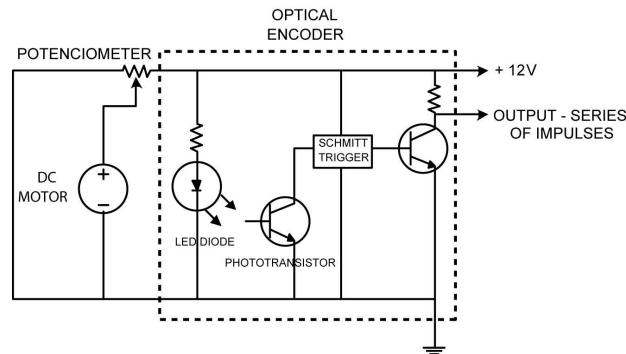 OPTICAL
ENCODER
POTENCIOMETER
+ 12V
OUTPUT - SERIES
OF IMPULSES
SCHMITT
TRIGGER
DC
MOTOR
+
−
LED DIODE
PHOTOTRANSISTOR